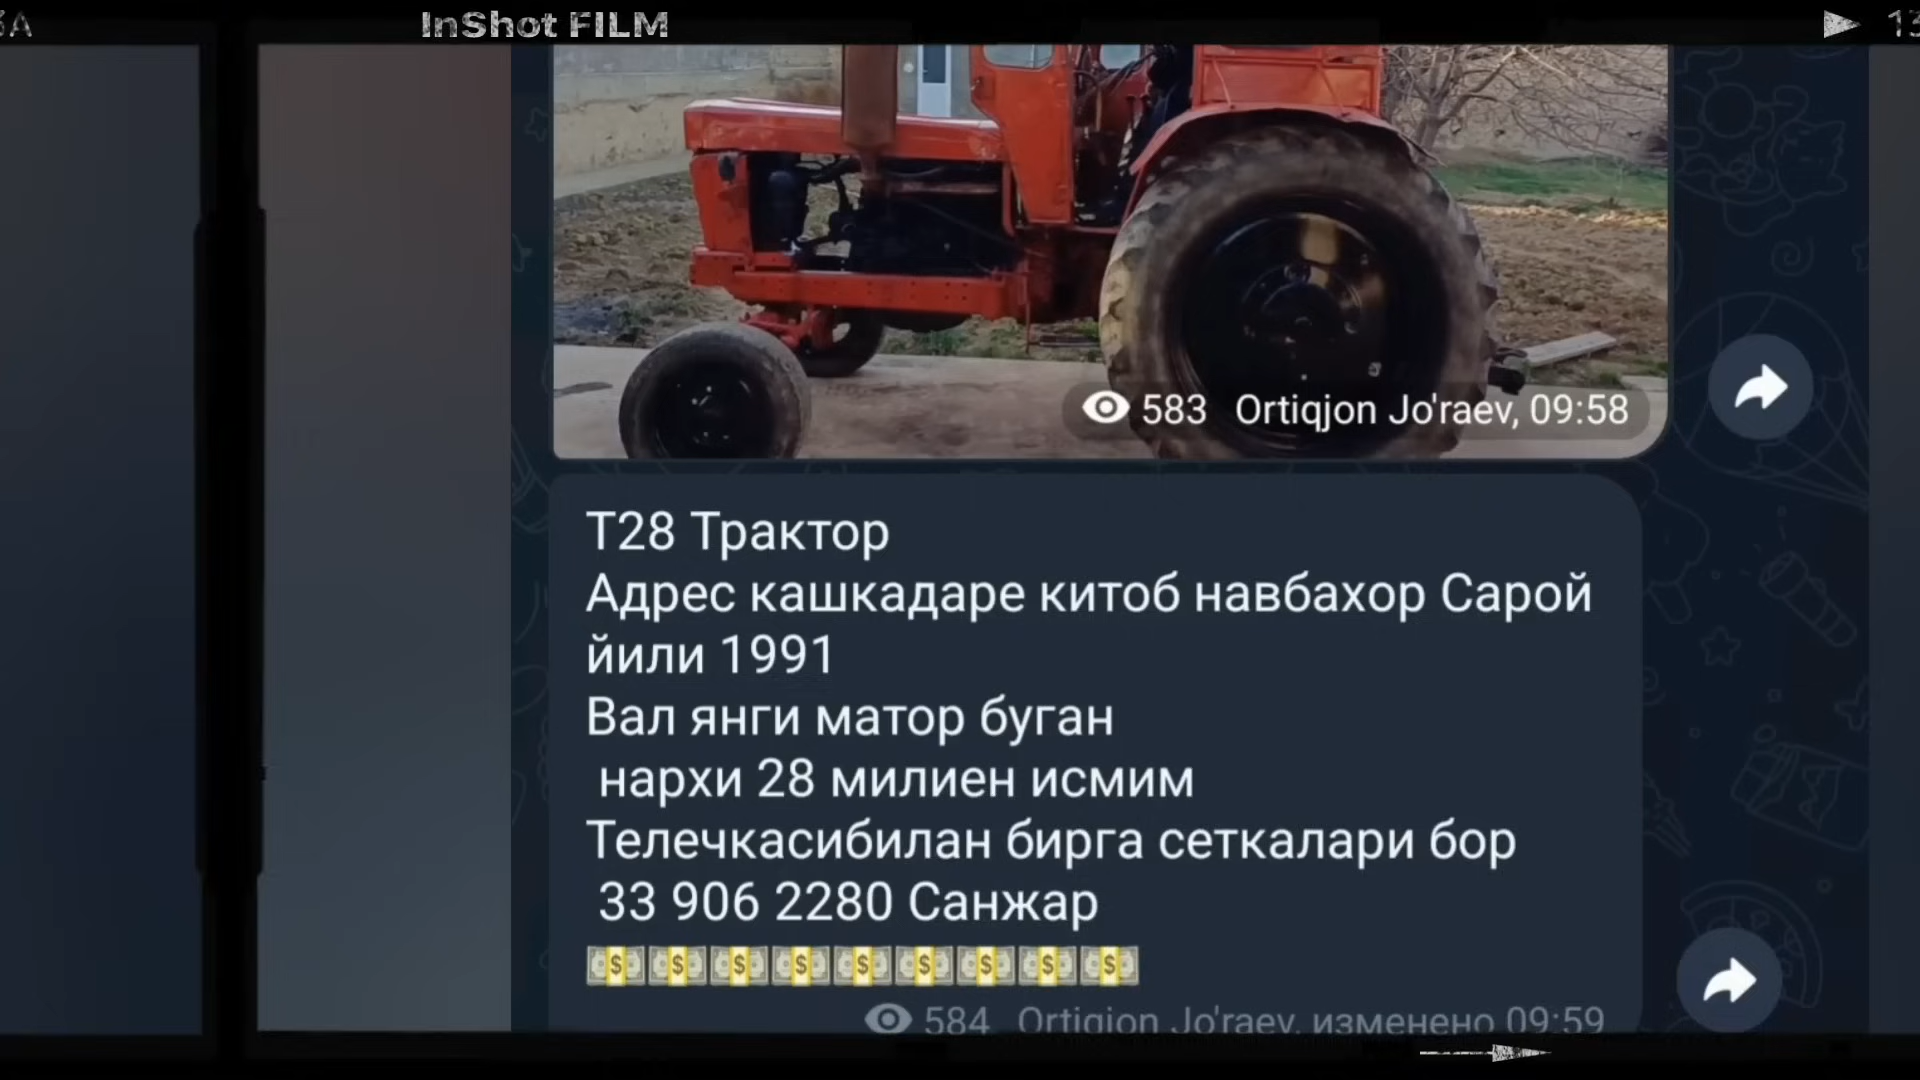 InShot FILM
583 Ortiqjon Jo'raev, 09:58
Т28 Трактор
Адрес кашкадаре китоб навбахор Сарой
йили 1991
Вал янги матор буган
нархи 28 милиен исмим
Телечкасибилан бирга сеткалари бор
33 906 2280 Санжар
584 Ortiqjon Jo'raev, изменено 09:59